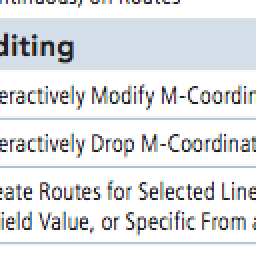 on Routes
diting
eractively Modify M-Coordin
eractively Drop M-Coordinat
eate Routes for Selected Line
ield Value, or Specific From a